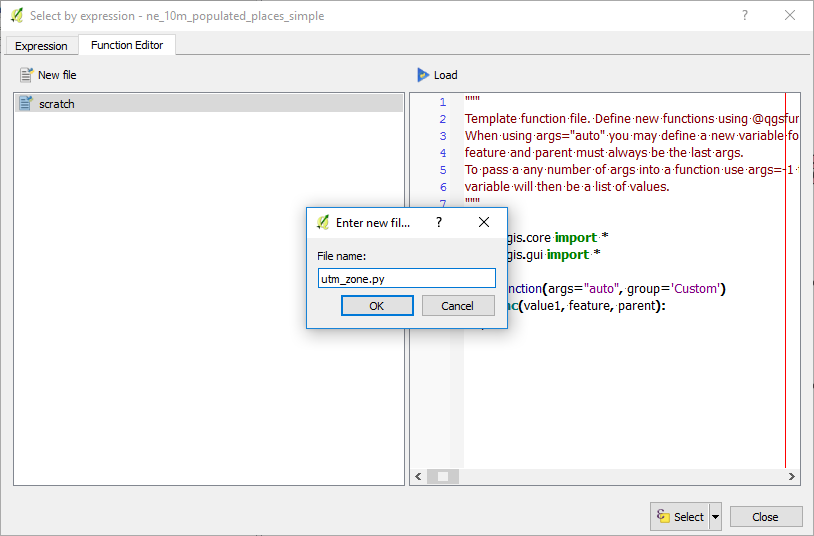 Select by expression - ne_10m_populated_places_simple
Expression
Function Editor
New file
Load
scratch
1 """
2 Template·function·file.·Define·new·functions·using·@qgsfun
3 When·using·args="auto"·you·may·define·a·new·variable·fo
4 feature·and·parent·must·always·be·the·last·args.
5 To·pass·a·any·number·of·args·into·a·function·use·args=-1·
6 variable·will·then·be·a·list·of·values.
7 """
gis.core·import·*
gis.gui·import·*
nction(args="auto",·group='Custom')
c(value1,·feature,·parent):
Enter new fil...
File name:
utm_zone.py
OK
Cancel
Select
Close